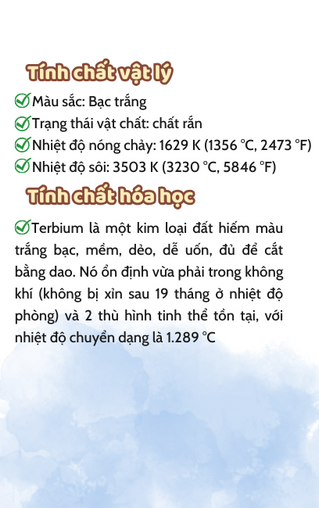 Tính chất vật lý
Màu sắc: Bạc trắng
Trạng thái vật chất: chất rắn
Nhiệt độ nóng chảy: 1629 K (1356 °C, 2473 °F)
Nhiệt độ sôi: 3503 K (3230 °C, 5846 °F)
Tính chất hóa học
Terbium là một kim loại đất hiếm màu
trắng bạc, mềm, dẻo, dễ uốn, đủ để cắt
bằng dao. Nó ổn định vừa phải trong không
khí (không bị xỉn sau 19 tháng ở nhiệt độ
phòng) và 2 thù hình tinh thể tồn tại, với
nhiệt độ chuyển dạng là 1.289 °C